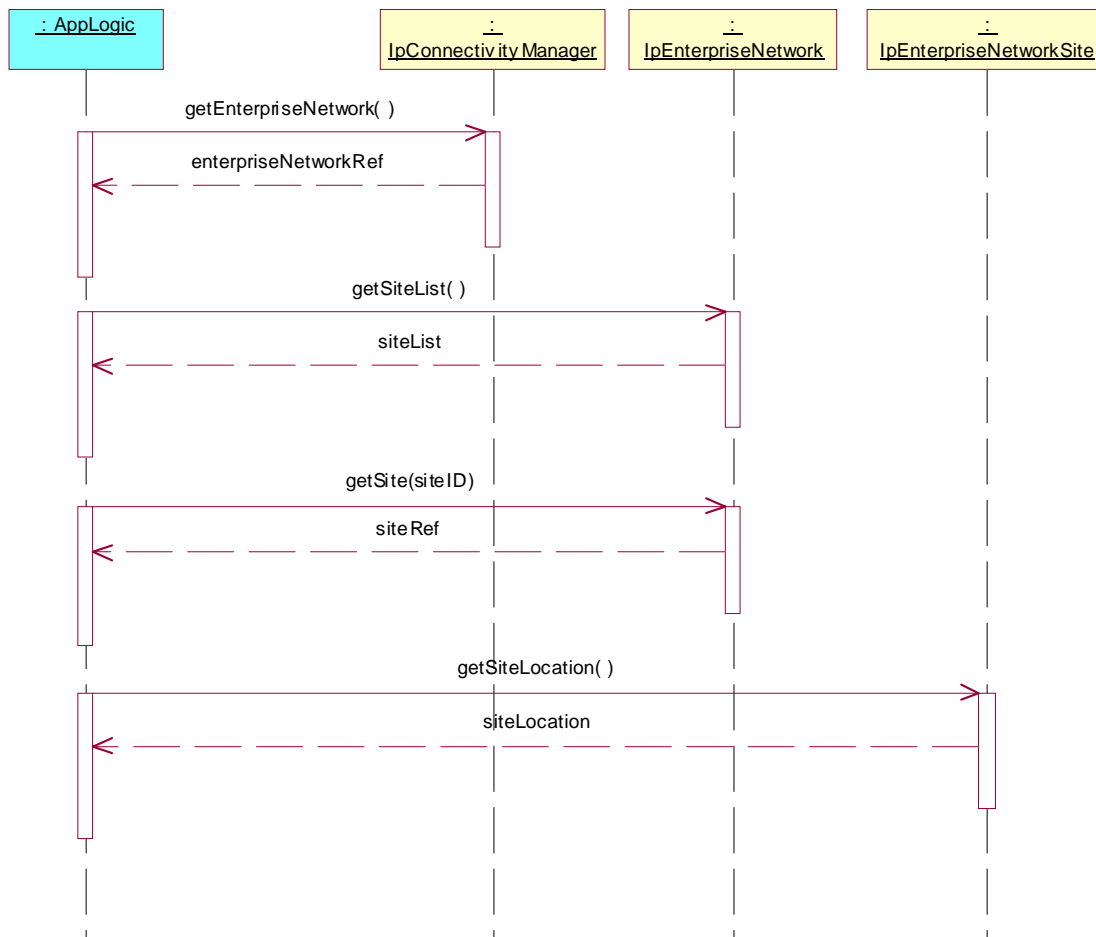 : AppLogic
:
IpConnectivityManager
:
IpEnterpriseNetwork
:
IpEnterpriseNetworkSite
getEnterpriseNetwork( )
enterpriseNetworkRef
getSiteList( )
siteList
getSite(siteID)
siteRef
getSiteLocation( )
siteLocation